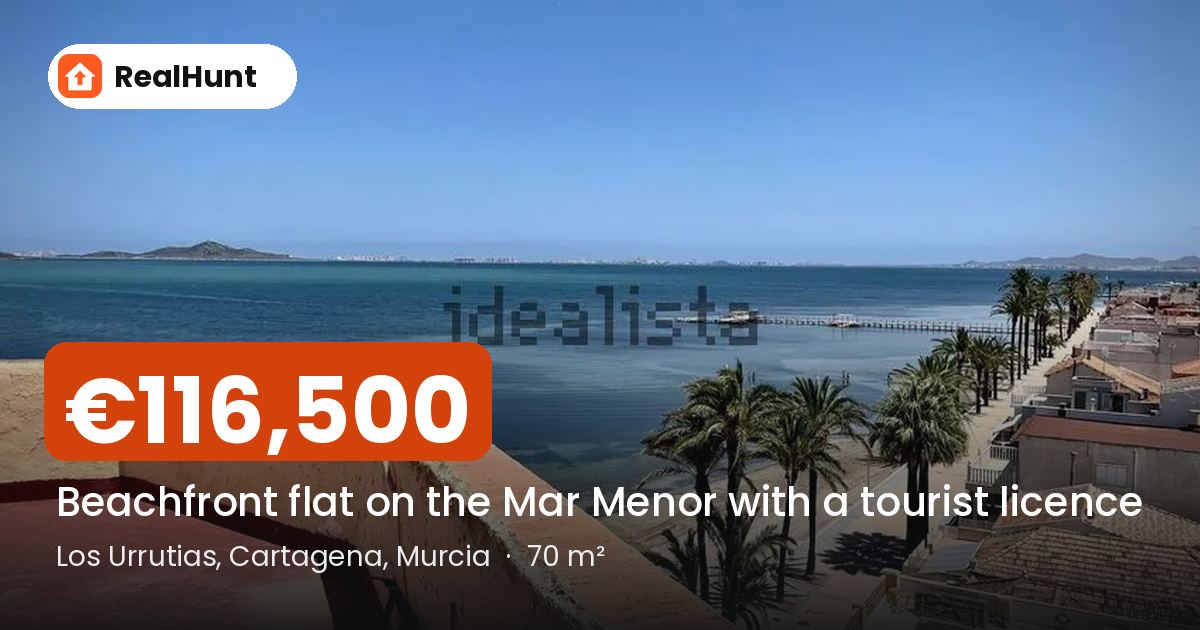 RealHunt
idealista
€116,500
Beachfront flat on the Mar Menor with a tourist licence
Los Urrutias, Cartagena, Murcia · 70 m²